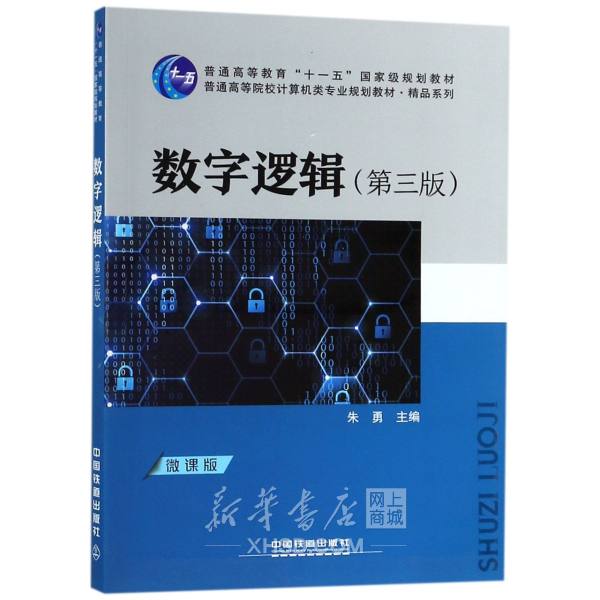 十一五
普通高等教育“十一五”国家级规划教材
普通高等院校计算机类专业规划教材·精品系列
数字逻辑（第三版）
朱 勇 主编
微课版
新华书店
网上商城
中国铁道出版社
SHUZI LUOJI
数字逻辑（第三版）
中国铁道出版社